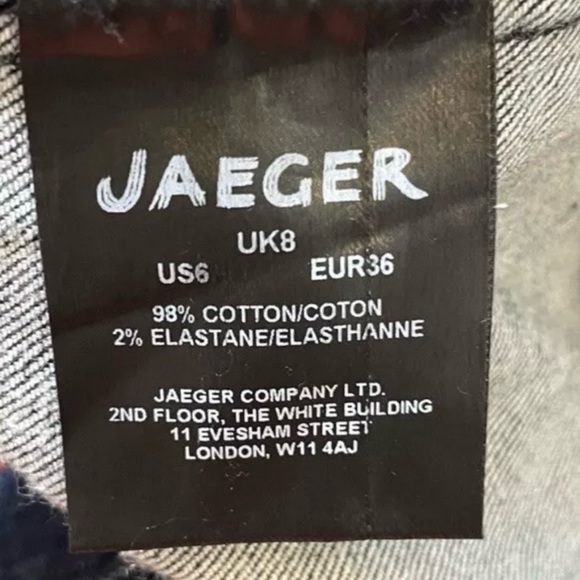 JAEGER
UK8
US6 EUR36
98% COTTON/COTON
2% ELASTANE/ELASTHANNE
JAEGER COMPANY LTD.
2ND FLOOR, THE WHITE BUILDING
11 EVESHAM STREET
LONDON, W11 4AJ